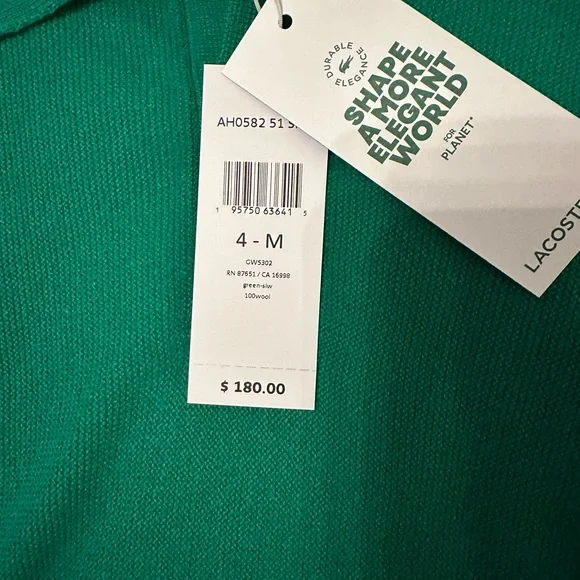 DURABLE ELEGANCE
SHAPE
A MORE
ELEGANT
WORLD
FOR
PLANET*
LACOSTE
AH0582 51
1 95750 63641 5
4 - M
GW5302
RN 87651 / CA 16998
green-siw
100wool
$ 180.00